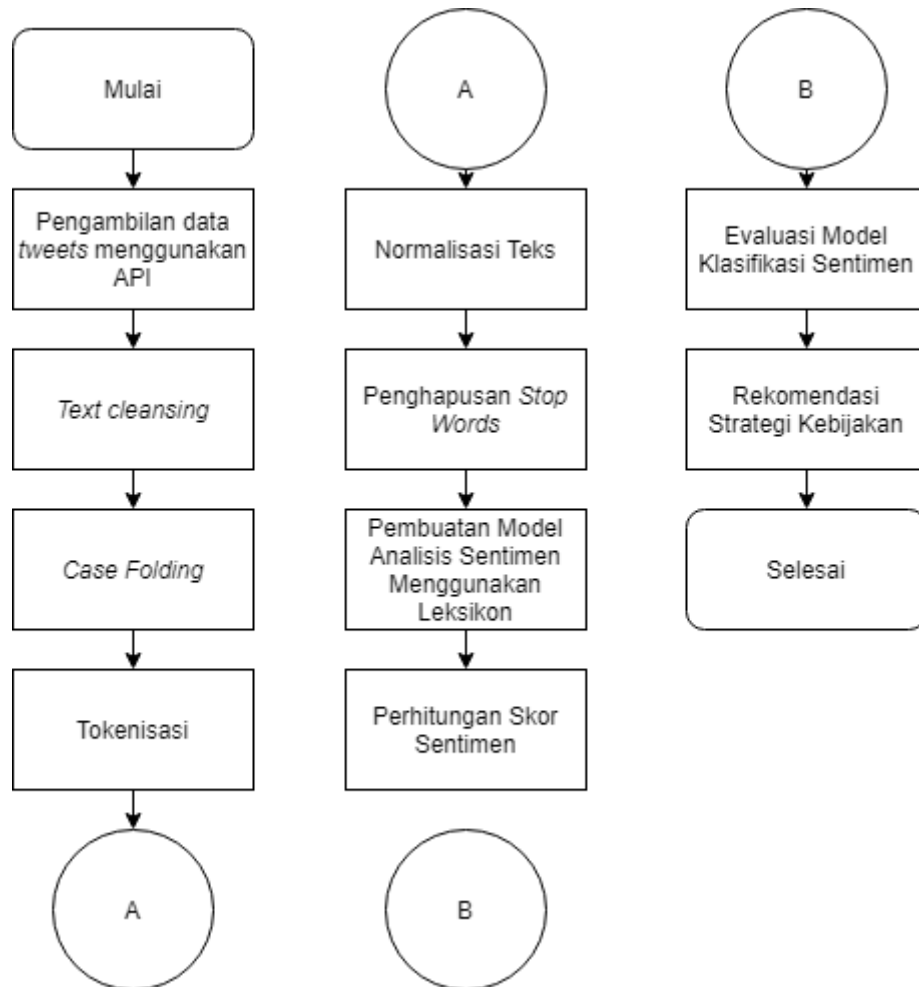 Mulai
Pengambilan data
tweets menggunakan
API
Text cleansing
Case Folding
Tokenisasi
A
A
Normalisasi Teks
Penghapusan Stop
Words
Pembuatan Model
Analisis Sentimen
Menggunakan
Leksikon
Perhitungan Skor
Sentimen
B
B
Evaluasi Model
Klasifikasi Sentimen
Rekomendasi
Strategi Kebijakan
Selesai